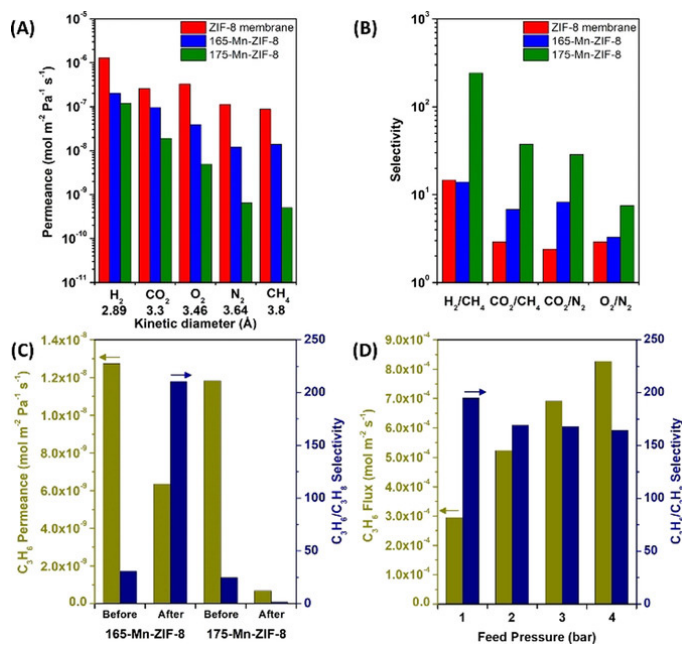 (A)
ZIF-8 membrane
165-Mn-ZIF-8
175-Mn-ZIF-8
Permeance (mol m⁻² Pa⁻¹ s⁻¹)
10⁻⁵
10⁻⁶
10⁻⁷
10⁻⁸
10⁻⁹
10⁻¹⁰
10⁻¹¹
H₂ CO₂ O₂ N₂ CH₄
2.89 3.3 3.46 3.64 3.8
Kinetic diameter (Å)
(B)
ZIF-8 membrane
165-Mn-ZIF-8
175-Mn-ZIF-8
Selectivity
10³
10²
10¹
10⁰
H₂/CH₄ CO₂/CH₄ CO₂/N₂ O₂/N₂
(C)
C₃H₆ Permeance (mol m⁻² Pa⁻¹ s⁻¹)
1.4x10⁻⁸
1.2x10⁻⁸
1.0x10⁻⁸
8.0x10⁻⁹
6.0x10⁻⁹
4.0x10⁻⁹
2.0x10⁻⁹
0.0
250
200
150
100
50
0
C₃H₆/C₃H₈ Selectivity
Before After Before After
165-Mn-ZIF-8 175-Mn-ZIF-8
(D)
C₃H₆ Flux (mol m⁻² s⁻¹)
9.0x10⁻⁴
8.0x10⁻⁴
7.0x10⁻⁴
6.0x10⁻⁴
5.0x10⁻⁴
4.0x10⁻⁴
3.0x10⁻⁴
2.0x10⁻⁴
1.0x10⁻⁴
0.0
250
200
150
100
50
0
Selectivity
1 2 3 4
Feed Pressure (bar)